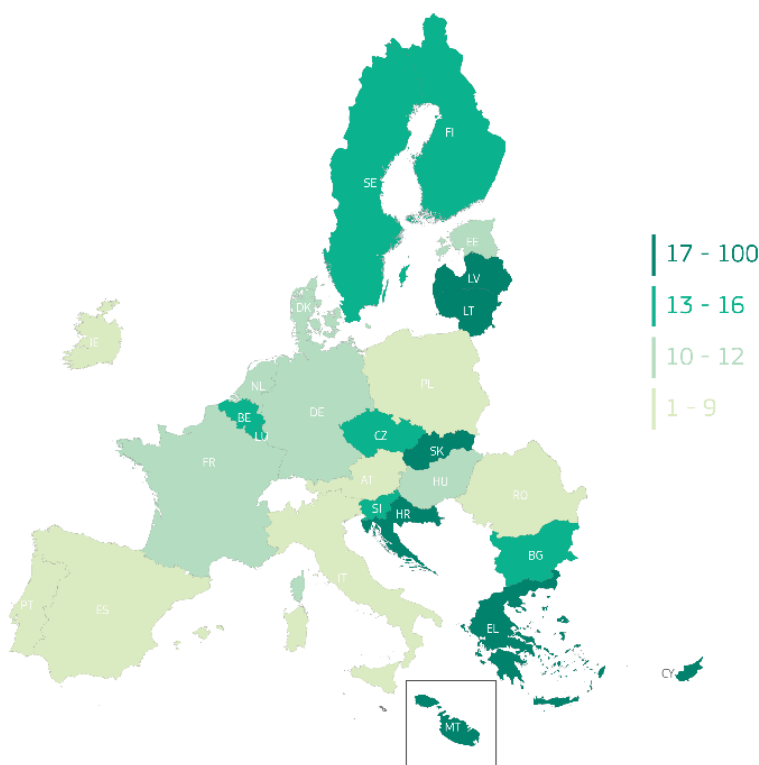 FI
SE
EE
17 - 100
LV
13 - 16
DK
LT
IE
10 - 12
NL
PL
1 - 9
BE
DE
LU
CZ
FR
SK
AT
HU
RO
SI
HR
BG
IT
PT
ES
EL
CY
MT